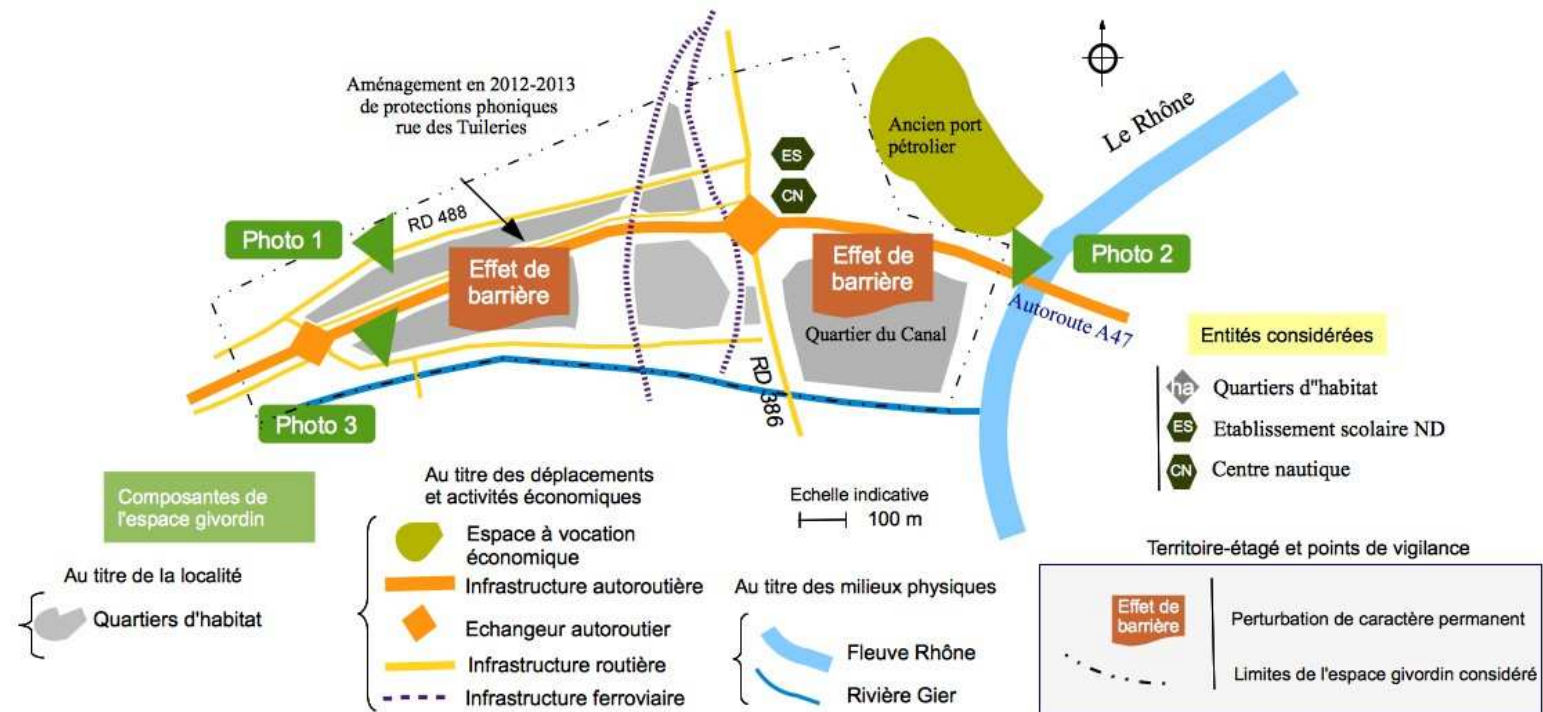 Aménagement en 2012-2013
de protections phoniques
rue des Tuileries
Ancien port
pétrolier
Le Rhône
ES
CN
RD 488
Photo 1
Effet de
barrière
Effet de
barrière
Photo 2
Autoroute A47
Quartier du Canal
RD 386
Photo 3
Entités considérées
ha Quartiers d"habitat
ES Etablissement scolaire ND
CN Centre nautique
Composantes de
l'espace givordin
Au titre de la localité
Quartiers d'habitat
Au titre des déplacements
et activités économiques
Espace à vocation
économique
Infrastructure autoroutière
Echangeur autoroutier
Infrastructure routière
Infrastructure ferroviaire
Echelle indicative
100 m
Au titre des milieux physiques
Fleuve Rhône
Rivière Gier
Territoire-étagé et points de vigilance
Effet de
barrière
Perturbation de caractère permanent
Limites de l'espace givordin considéré